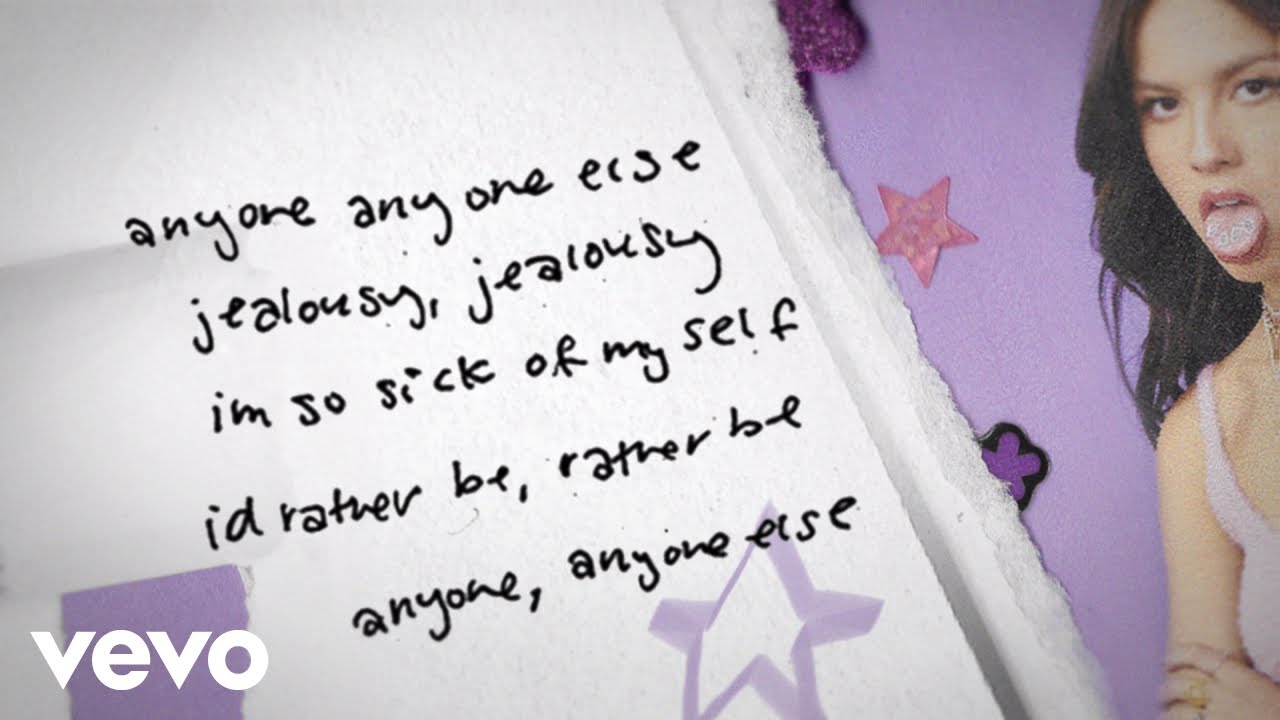 anyone anyone else
jealousy, jealousy
im so sick of my self
id rather be, rather be
anyone, anyone else
vevo